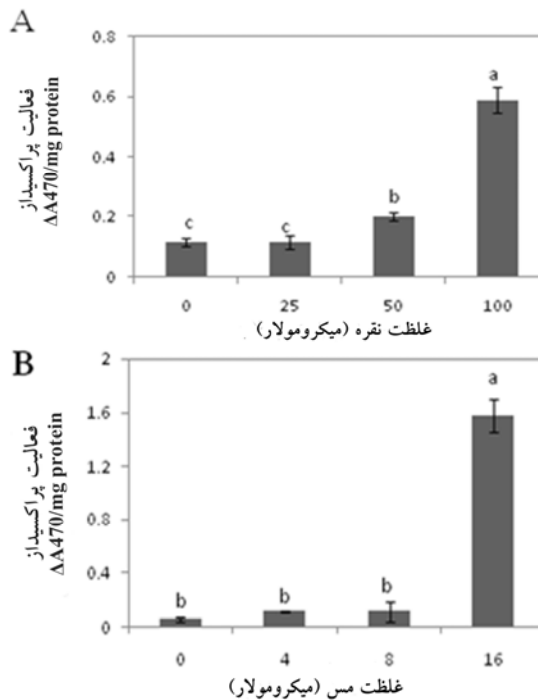 A
فعالیت پراکسیداز
ΔA470/mg protein
0.8
0.6
0.4
0.2
0
c
c
b
a
0 25 50 100
غلظت نقره (میکرومولار)
B
فعالیت پراکسیداز
ΔA470/mg protein
2
1.6
1.2
0.8
0.4
0
b
b
b
a
0 4 8 16
غلظت مس (میکرومولار)